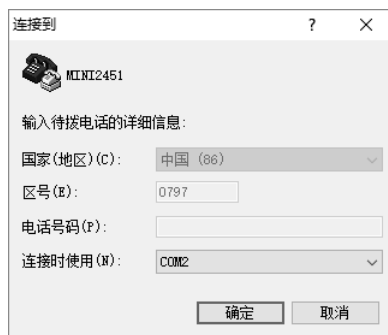 连接到 ? ×
MINI2451
输入待拨电话的详细信息:
国家(地区)(C): 中国 (86)
区号(E): 0797
电话号码(P):
连接时使用(N): COM2
确定 取消